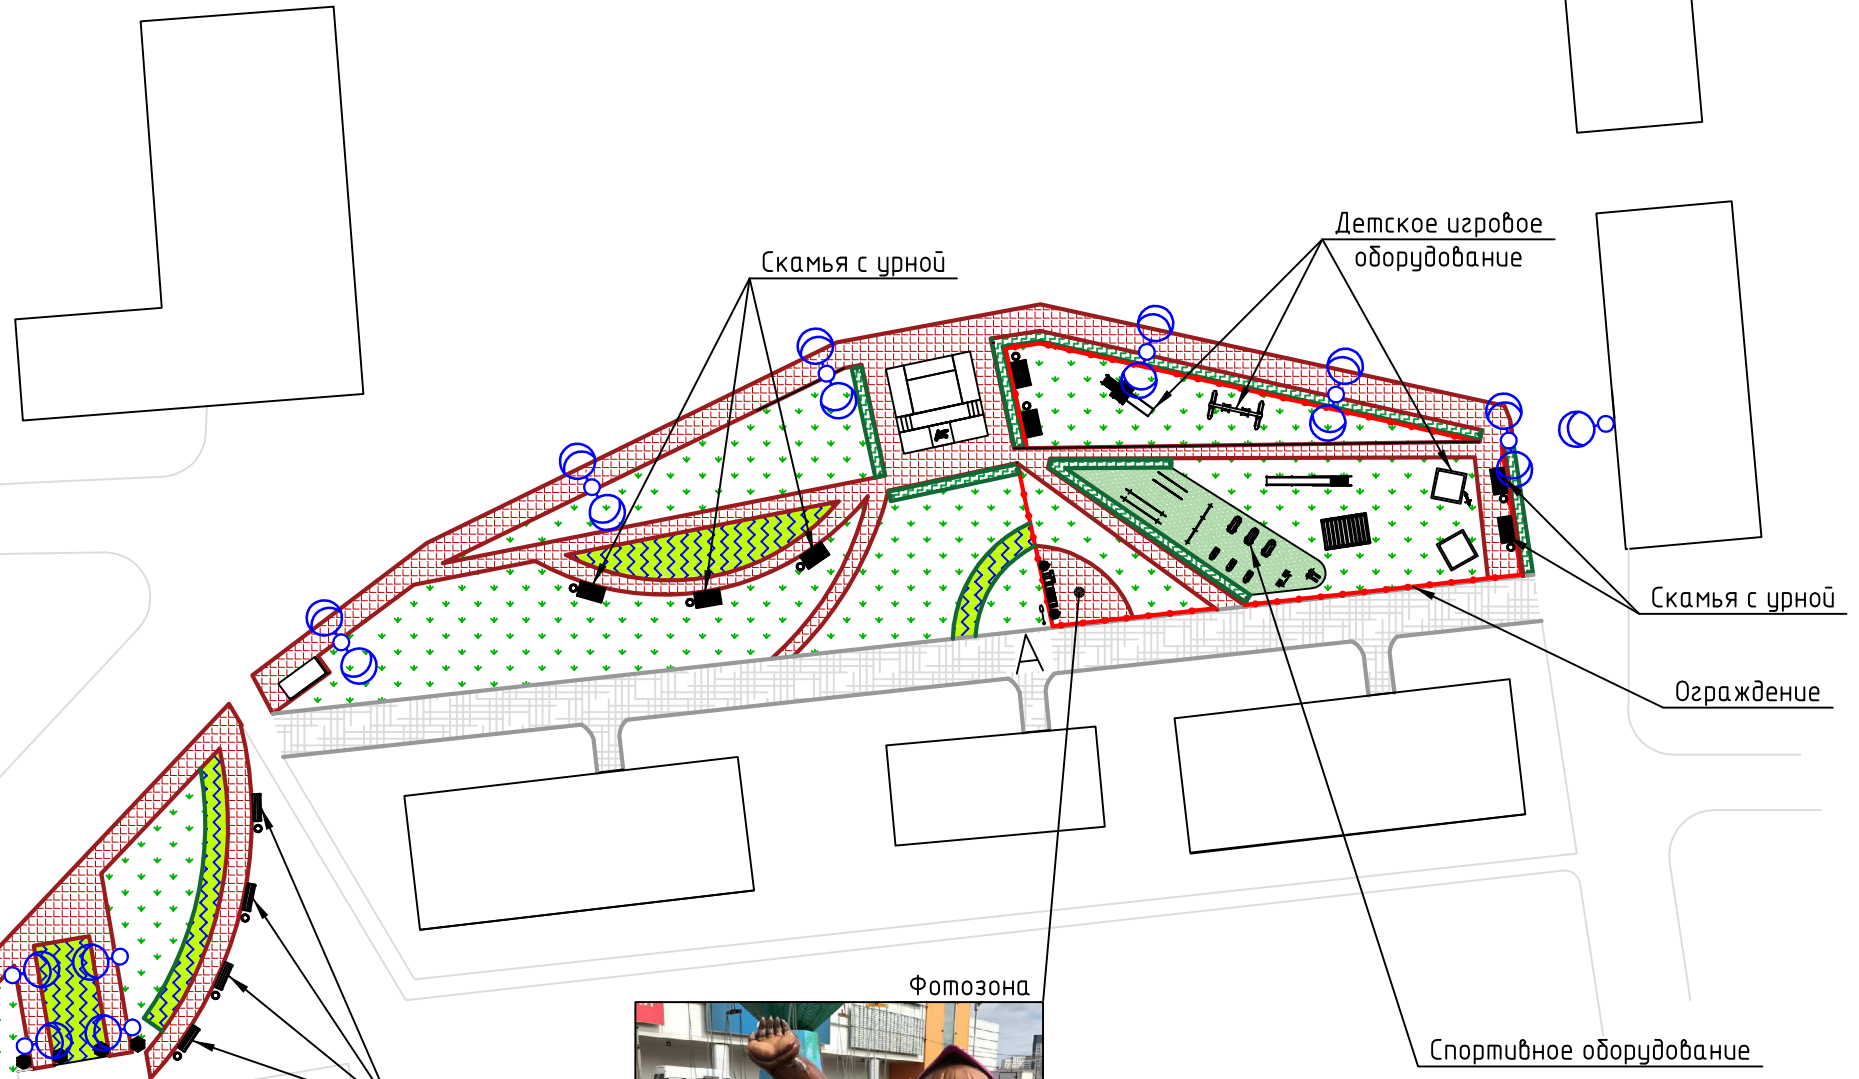 Детское игровое
оборудование
Скамья с урной
Скамья с урной
А
Ограждение
Фотозона
Спортивное оборудование